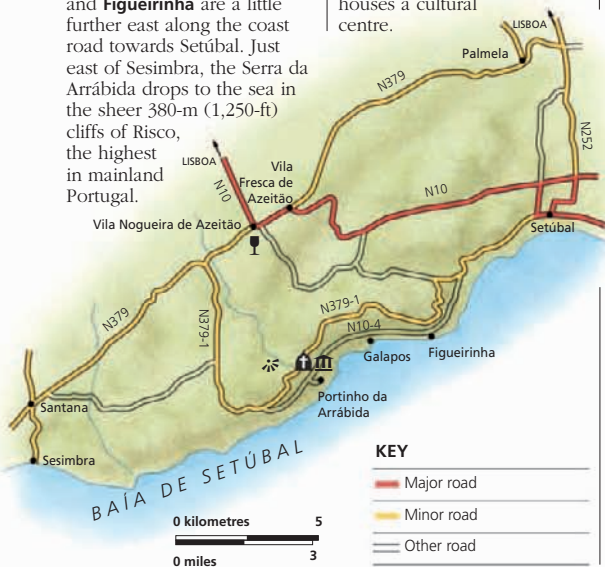 and Figueirinha are a little
further east along the coast
road towards Setúbal. Just
east of Sesimbra, the Serra da
Arrábida drops to the sea in
the sheer 380-m (1,250-ft)
cliffs of Risco,
the highest
in mainland
Portugal.
houses a cultural
centre.
LISBOA
Palmela
N379
N252
LISBOA
N10
Vila
Fresca de
Azeitão
N10
Vila Nogueira de Azeitão
Setúbal
N379
N379-1
N379-1
N10-4
Galapos
Figueirinha
Portinho da
Arrábida
Santana
Sesimbra
BAÍA DE SETÚBAL
0 kilometres 5
0 miles 3
KEY
Major road
Minor road
Other road